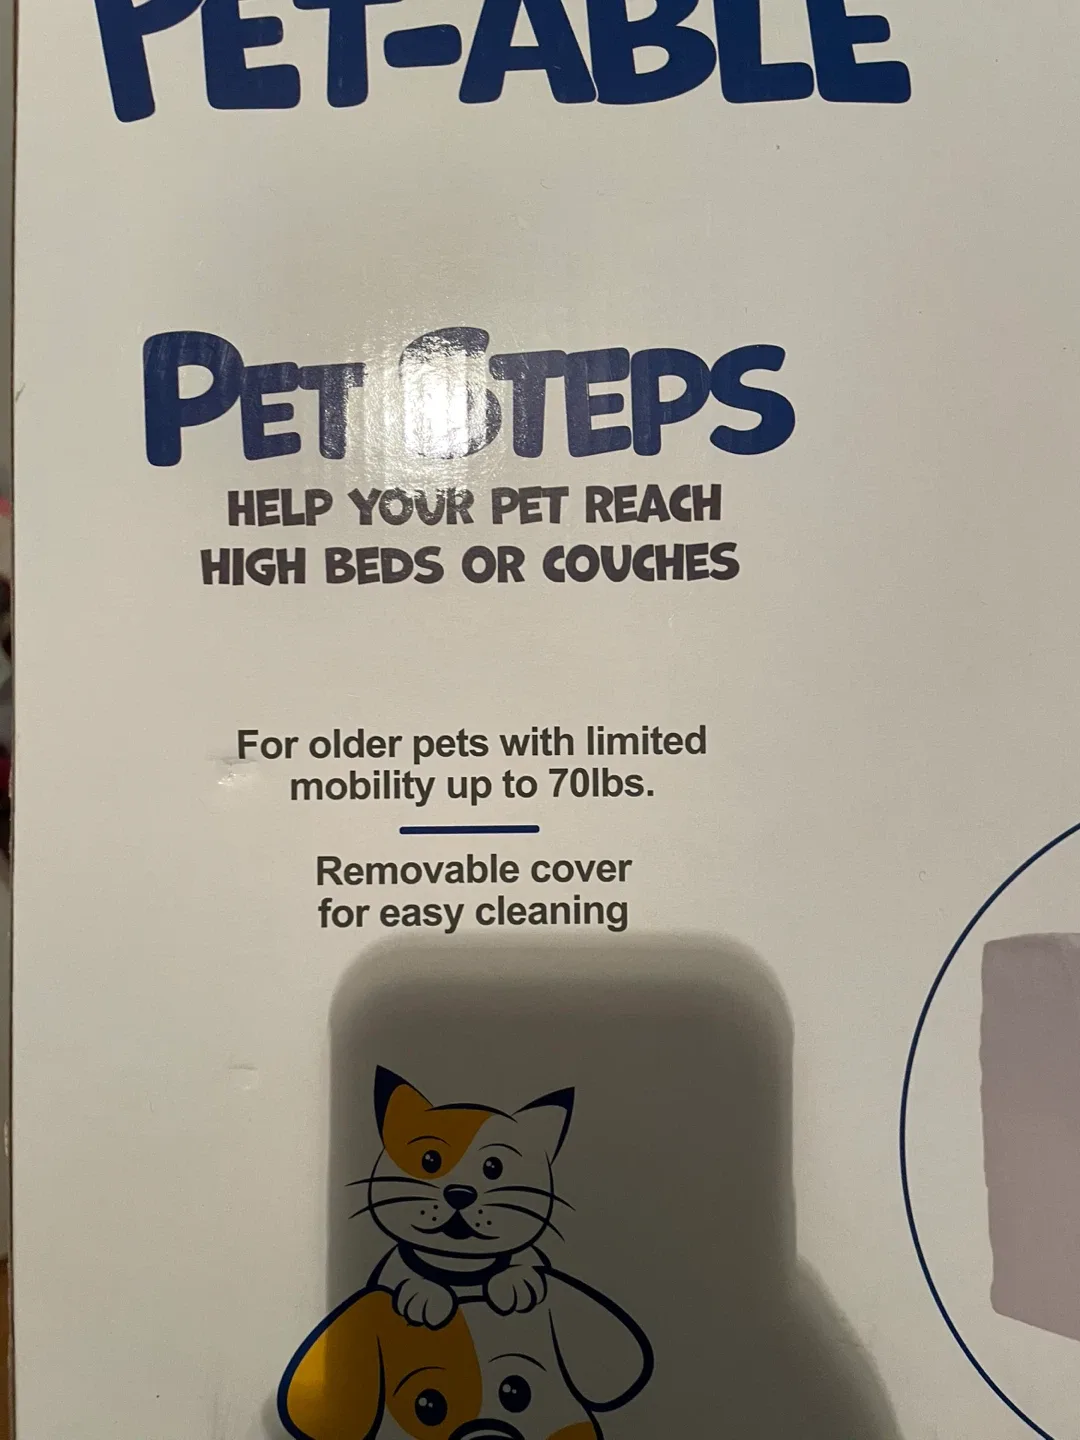 PET-ABLE
PET STEPS
HELP YOUR PET REACH
HIGH BEDS OR COUCHES
For older pets with limited
mobility up to 70lbs.
Removable cover
for easy cleaning